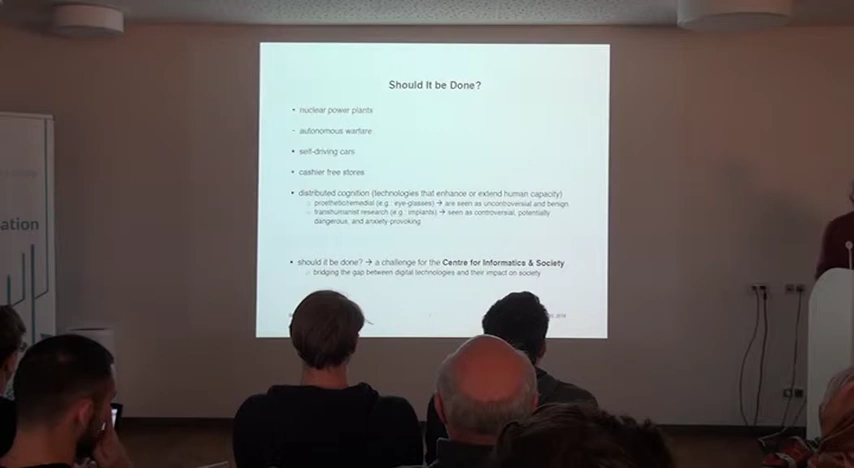 Should It be Done?
• nuclear power plants
- autonomous warfare
• self-driving cars
• cashier free stores
• distributed cognition (technologies that enhance or extend human capacity)
○ prosthetic/remedial (e.g.: eye-glasses) → are seen as uncontroversial and benign
○ transhumanist research (e.g.: implants) → seen as controversial, potentially
dangerous, and anxiety-provoking
• should it be done? → a challenge for the Centre for Informatics & Society
○ bridging the gap between digital technologies and their impact on society
ation